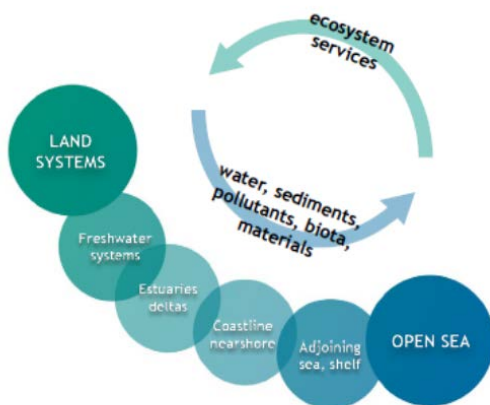 ecosystem
services
LAND
SYSTEMS
water, sediments,
pollutants, biota,
materials
Freshwater
systems
Estuaries
deltas
Coastline
nearshore
Adjoining
sea, shelf
OPEN SEA